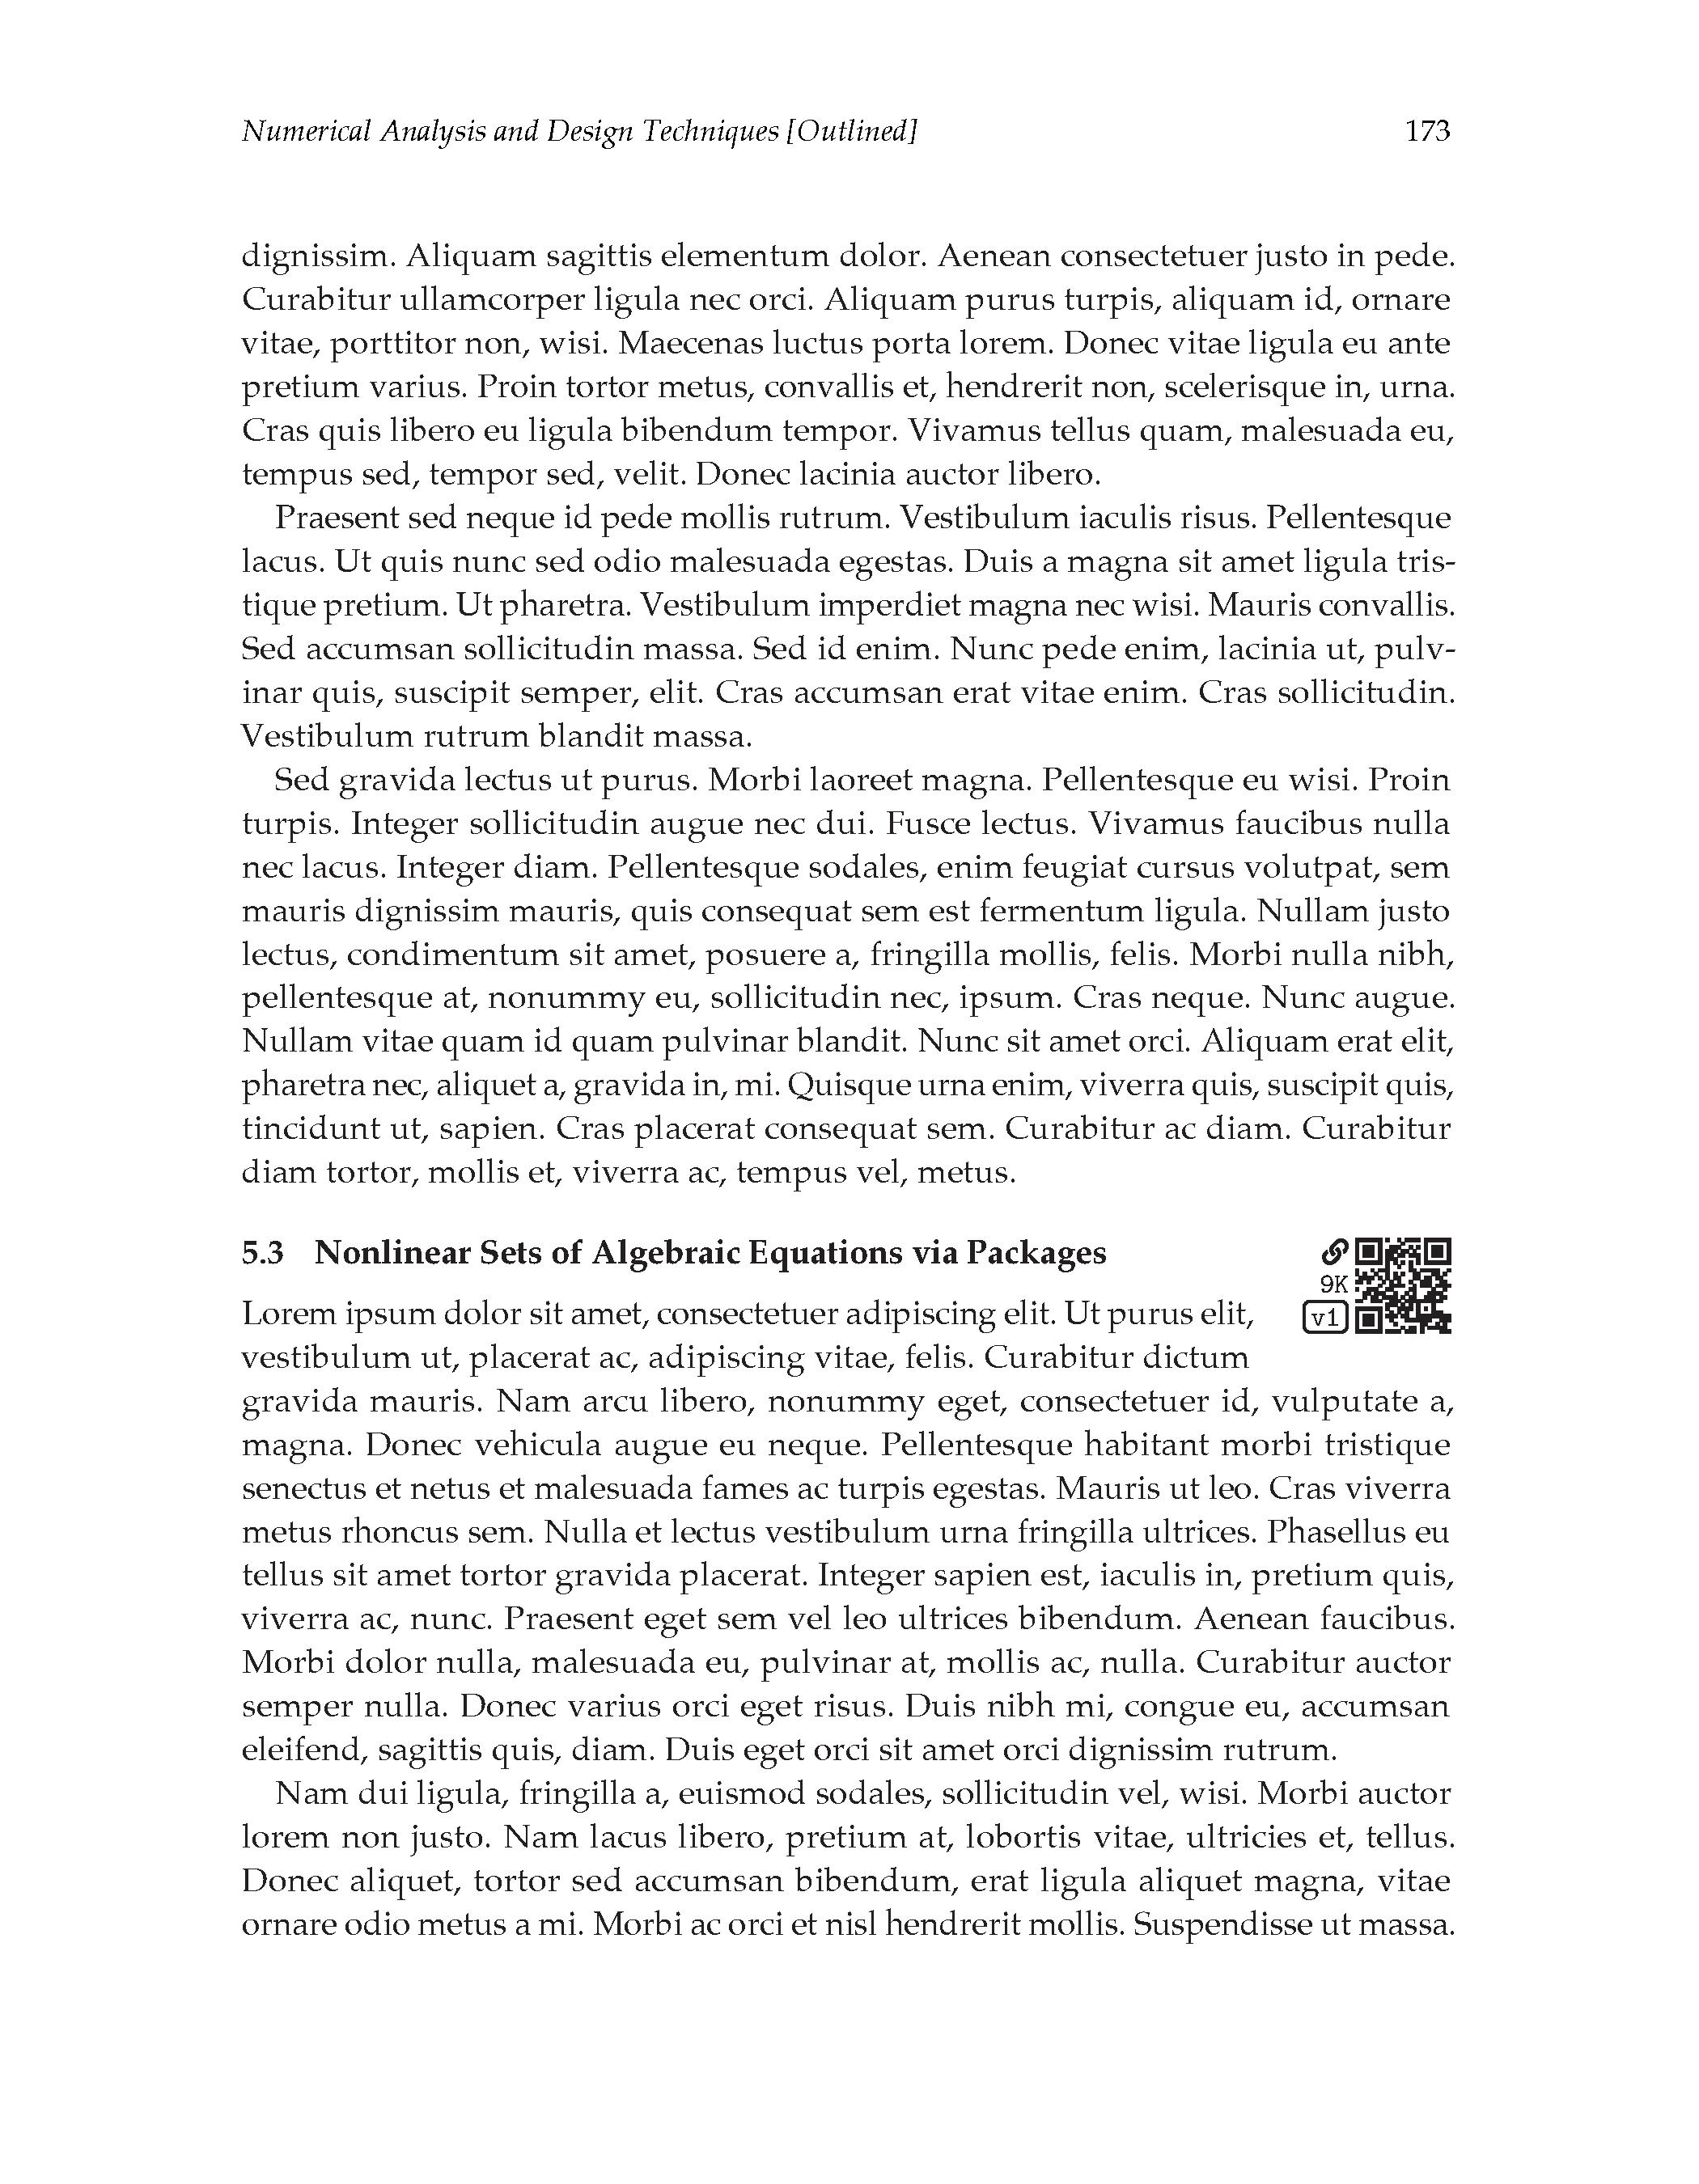 Numerical Analysis and Design Techniques [Outlined] 173
dignissim. Aliquam sagittis elementum dolor. Aenean consectetuer justo in pede.
Curabitur ullamcorper ligula nec orci. Aliquam purus turpis, aliquam id, ornare
vitae, porttitor non, wisi. Maecenas luctus porta lorem. Donec vitae ligula eu ante
pretium varius. Proin tortor metus, convallis et, hendrerit non, scelerisque in, urna.
Cras quis libero eu ligula bibendum tempor. Vivamus tellus quam, malesuada eu,
tempus sed, tempor sed, velit. Donec lacinia auctor libero.
Praesent sed neque id pede mollis rutrum. Vestibulum iaculis risus. Pellentesque
lacus. Ut quis nunc sed odio malesuada egestas. Duis a magna sit amet ligula tris-
tique pretium. Ut pharetra. Vestibulum imperdiet magna nec wisi. Mauris convallis.
Sed accumsan sollicitudin massa. Sed id enim. Nunc pede enim, lacinia ut, pulv-
inar quis, suscipit semper, elit. Cras accumsan erat vitae enim. Cras sollicitudin.
Vestibulum rutrum blandit massa.
Sed gravida lectus ut purus. Morbi laoreet magna. Pellentesque eu wisi. Proin
turpis. Integer sollicitudin augue nec dui. Fusce lectus. Vivamus faucibus nulla
nec lacus. Integer diam. Pellentesque sodales, enim feugiat cursus volutpat, sem
mauris dignissim mauris, quis consequat sem est fermentum ligula. Nullam justo
lectus, condimentum sit amet, posuere a, fringilla mollis, felis. Morbi nulla nibh,
pellentesque at, nonummy eu, sollicitudin nec, ipsum. Cras neque. Nunc augue.
Nullam vitae quam id quam pulvinar blandit. Nunc sit amet orci. Aliquam erat elit,
pharetra nec, aliquet a, gravida in, mi. Quisque urna enim, viverra quis, suscipit quis,
tincidunt ut, sapien. Cras placerat consequat sem. Curabitur ac diam. Curabitur
diam tortor, mollis et, viverra ac, tempus vel, metus.
5.3 Nonlinear Sets of Algebraic Equations via Packages
9K
v1
Lorem ipsum dolor sit amet, consectetuer adipiscing elit. Ut purus elit,
vestibulum ut, placerat ac, adipiscing vitae, felis. Curabitur dictum
gravida mauris. Nam arcu libero, nonummy eget, consectetuer id, vulputate a,
magna. Donec vehicula augue eu neque. Pellentesque habitant morbi tristique
senectus et netus et malesuada fames ac turpis egestas. Mauris ut leo. Cras viverra
metus rhoncus sem. Nulla et lectus vestibulum urna fringilla ultrices. Phasellus eu
tellus sit amet tortor gravida placerat. Integer sapien est, iaculis in, pretium quis,
viverra ac, nunc. Praesent eget sem vel leo ultrices bibendum. Aenean faucibus.
Morbi dolor nulla, malesuada eu, pulvinar at, mollis ac, nulla. Curabitur auctor
semper nulla. Donec varius orci eget risus. Duis nibh mi, congue eu, accumsan
eleifend, sagittis quis, diam. Duis eget orci sit amet orci dignissim rutrum.
Nam dui ligula, fringilla a, euismod sodales, sollicitudin vel, wisi. Morbi auctor
lorem non justo. Nam lacus libero, pretium at, lobortis vitae, ultricies et, tellus.
Donec aliquet, tortor sed accumsan bibendum, erat ligula aliquet magna, vitae
ornare odio metus a mi. Morbi ac orci et nisl hendrerit mollis. Suspendisse ut massa.